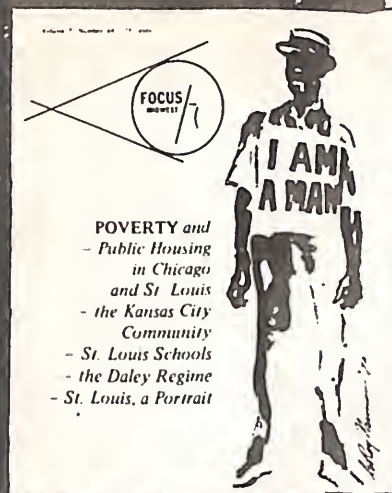 FOCUS
MIDWEST
/7
I AM
A MAN
POVERTY and
- Public Housing
in Chicago
and St Louis
- the Kansas City
Community
- St. Louis Schools
- the Daley Regime
- St. Louis, a Portrait